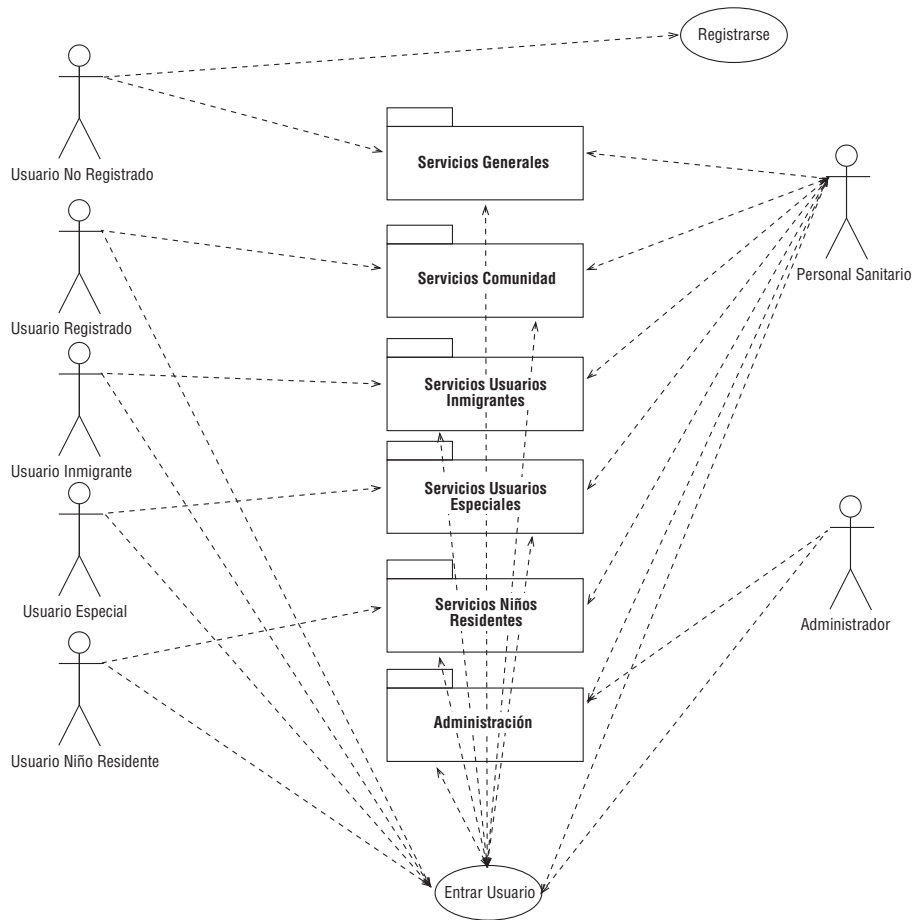 Registrarse
Usuario No Registrado
Servicios Generales
Personal Sanitario
Usuario Registrado
Servicios Comunidad
Usuario Inmigrante
Servicios Usuarios
Inmigrantes
Usuario Especial
Servicios Usuarios
Especiales
Administrador
Usuario Niño Residente
Servicios Niños
Residentes
Administración
Entrar Usuario